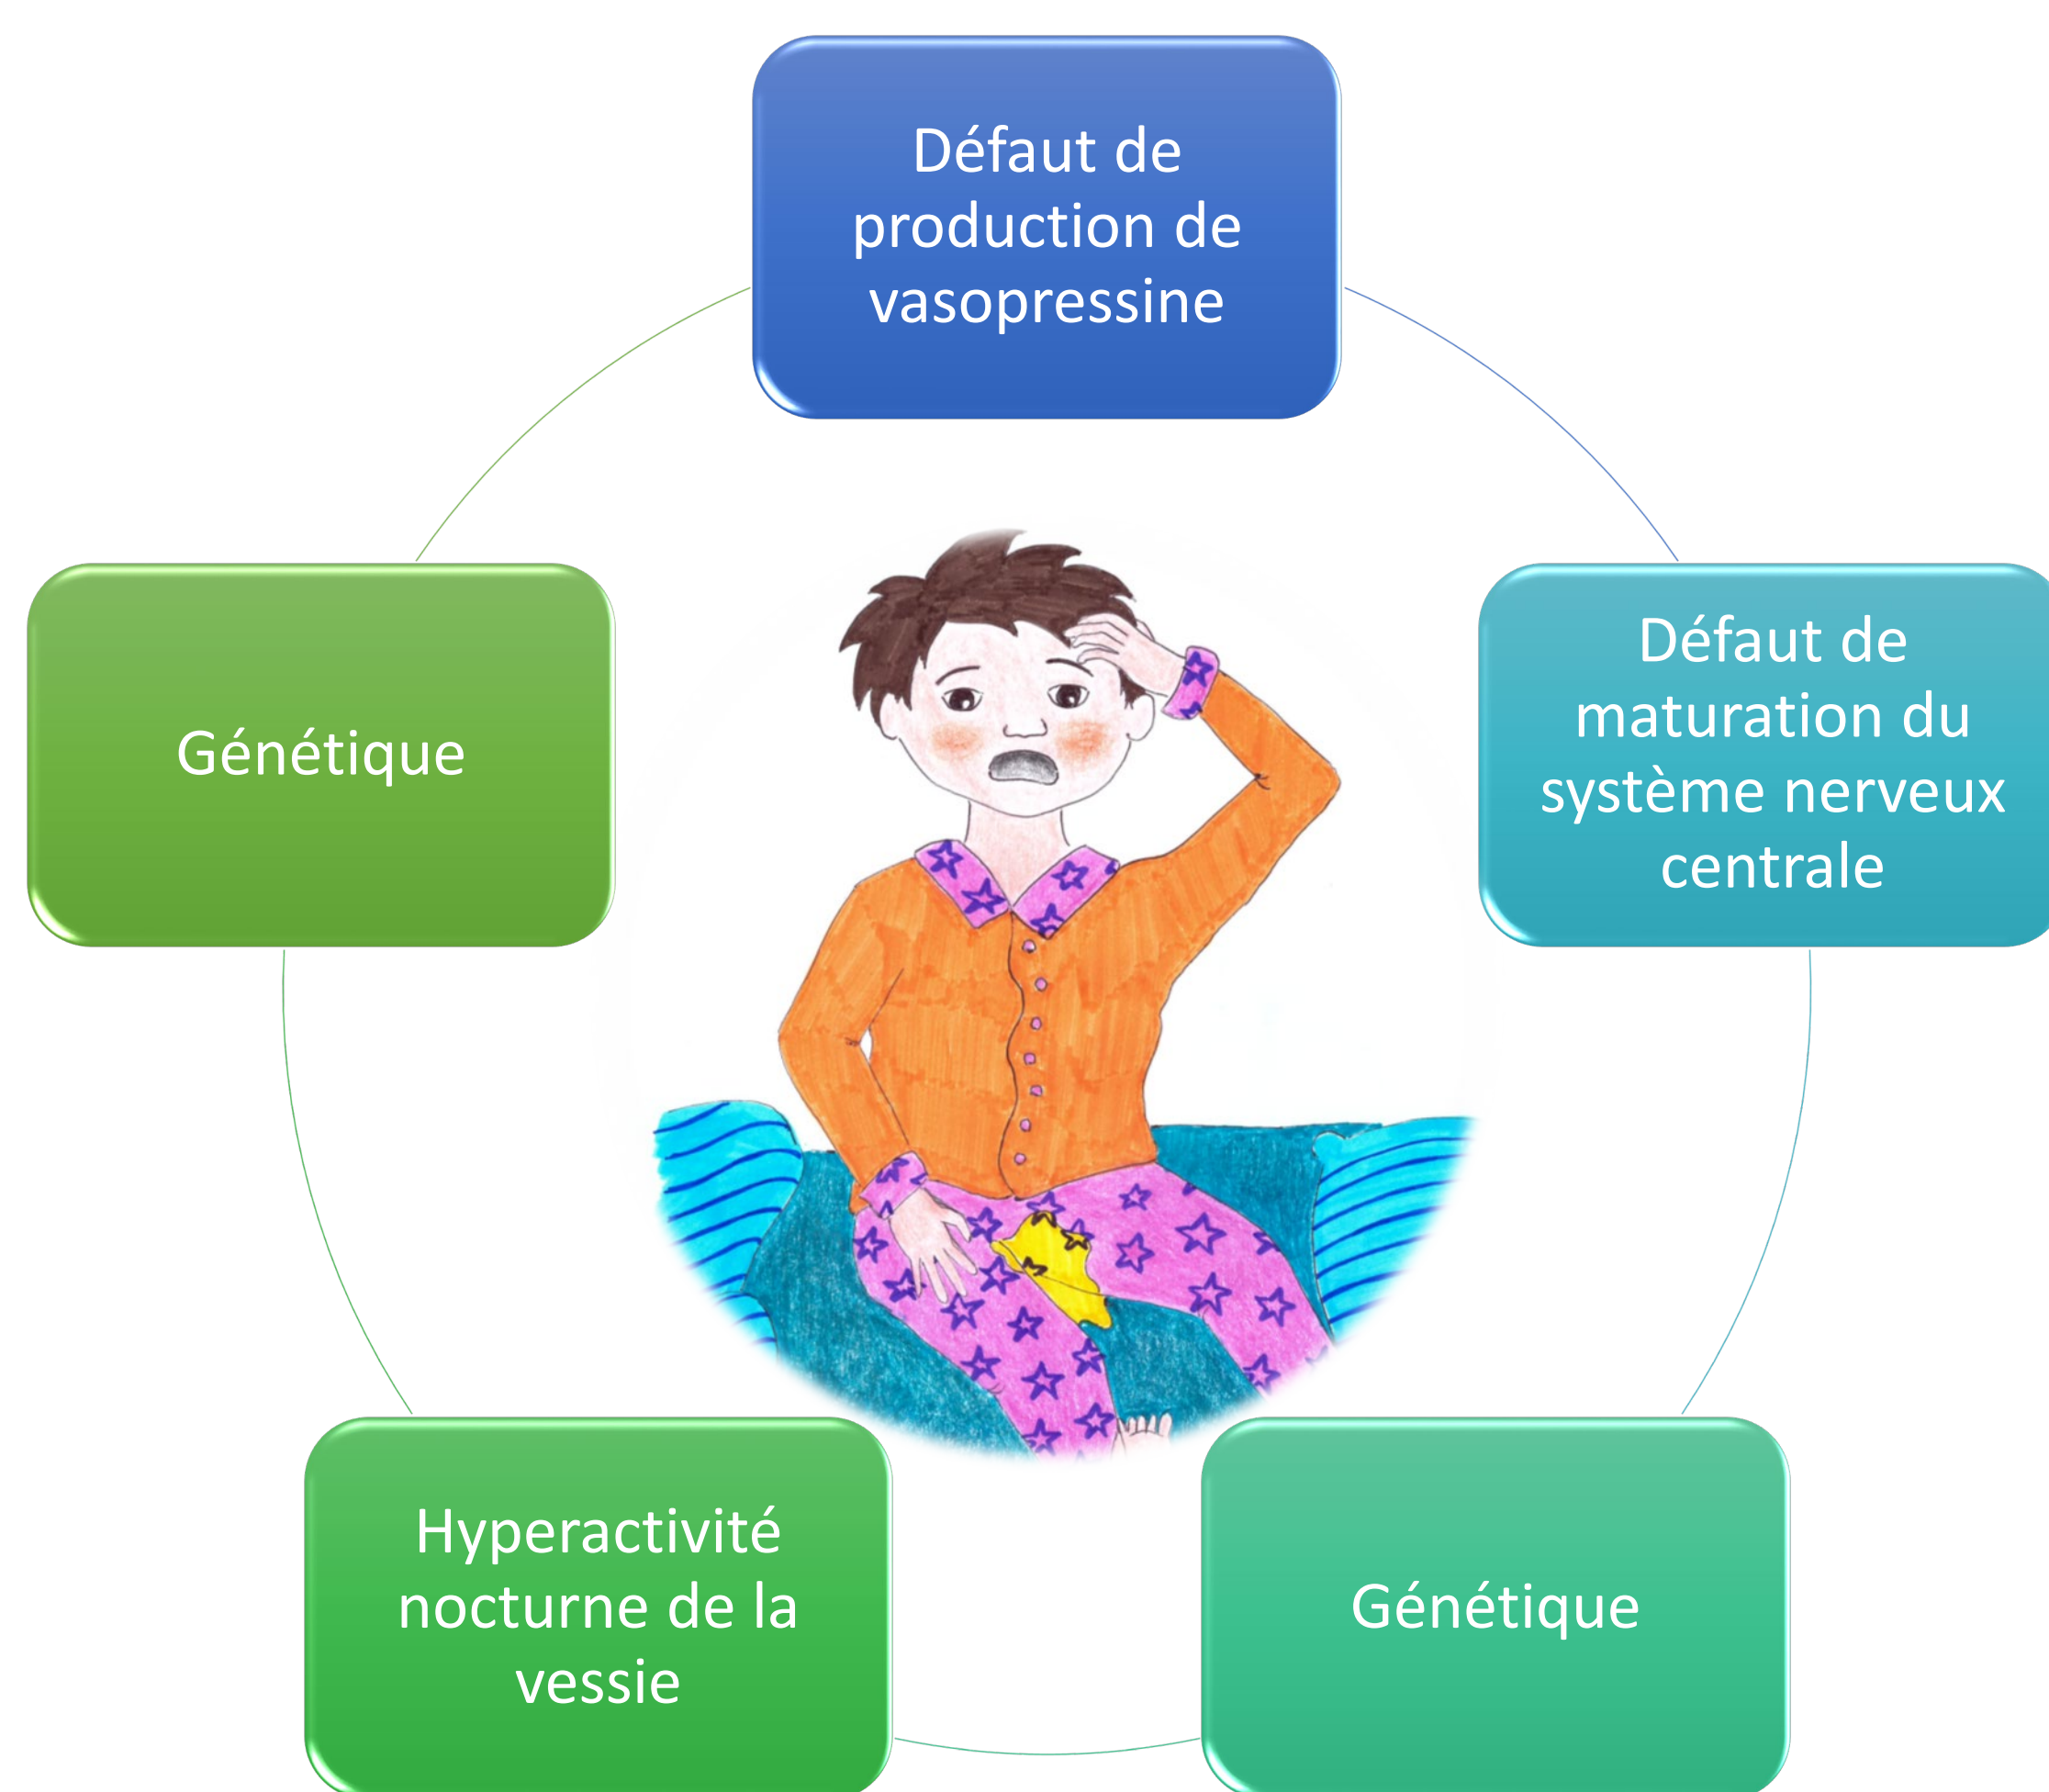 Défaut de
production de
vasopressine
Défaut de
maturation du
système nerveux
centrale
Génétique
Hyperactivité
nocturne de la
vessie
Génétique